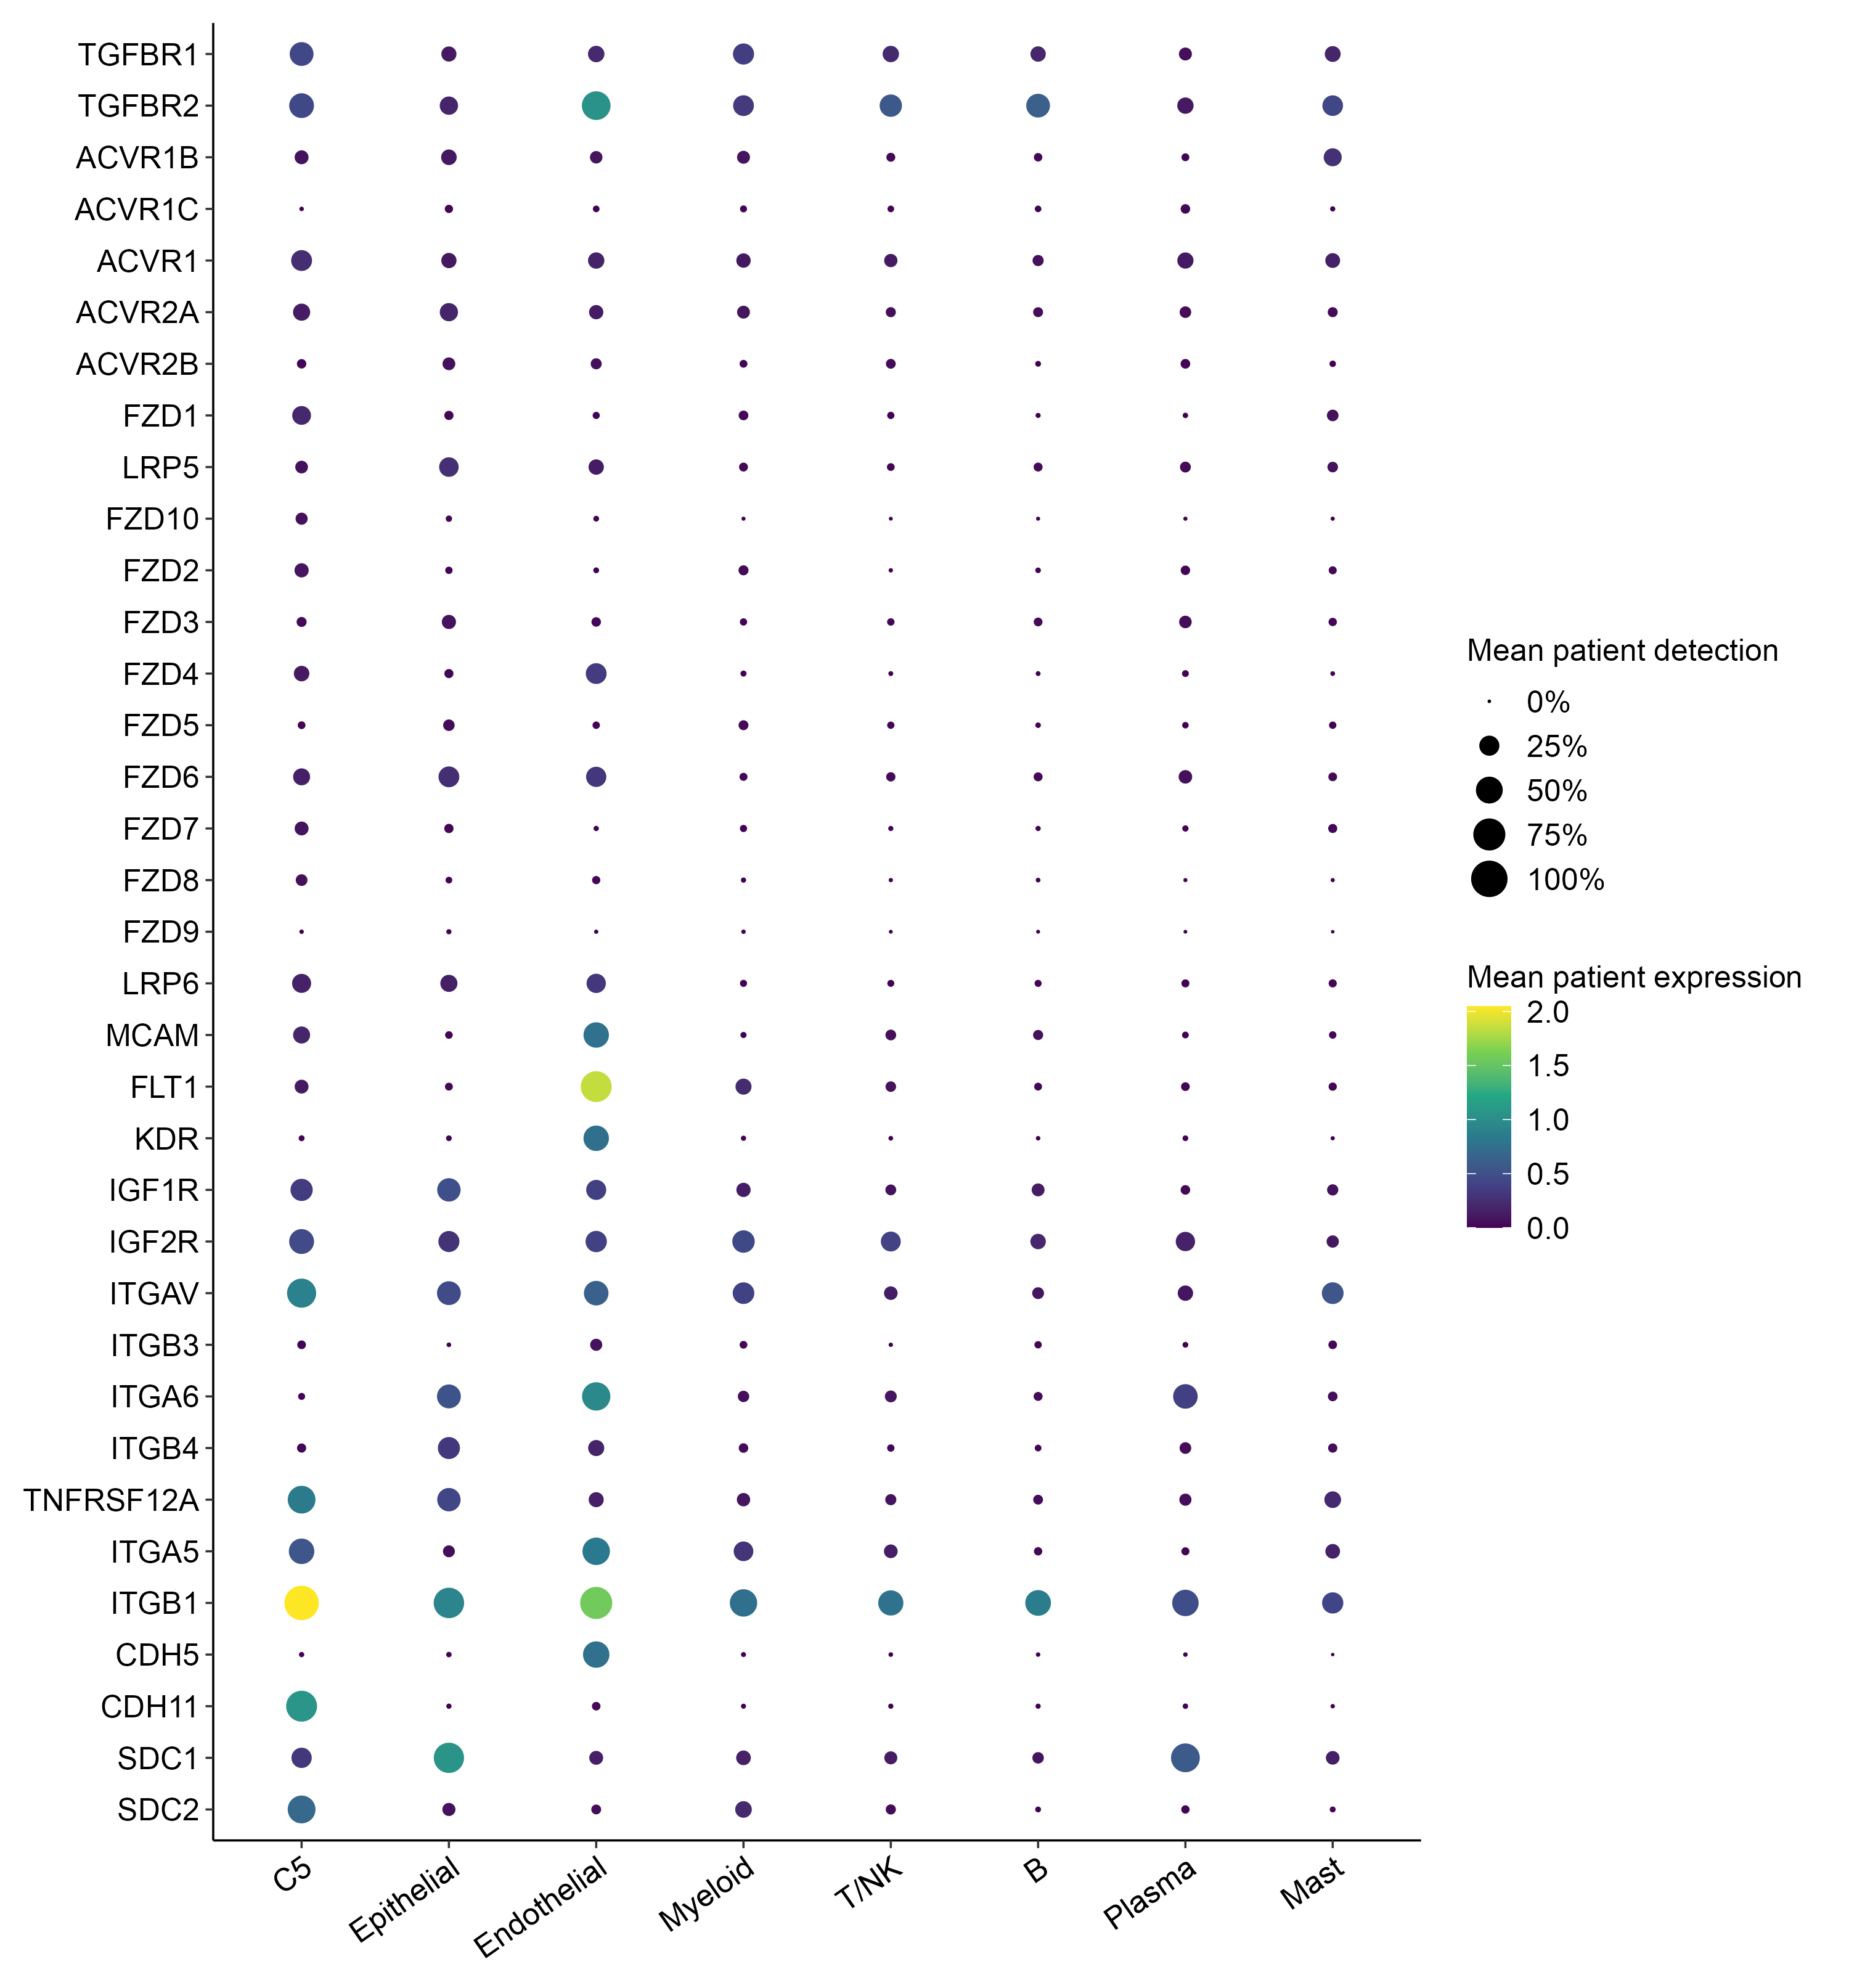 TGFBR1
TGFBR2
ACVR1B
ACVR1C
ACVR1
ACVR2A
ACVR2B
FZD1
LRP5
FZD10
FZD2
FZD3
FZD4
FZD5
FZD6
FZD7
FZD8
FZD9
LRP6
MCAM
FLT1
KDR
IGF1R
IGF2R
ITGAV
ITGB3
ITGA6
ITGB4
TNFRSF12A
ITGA5
ITGB1
CDH5
CDH11
SDC1
SDC2
C5
Epithelial
Endothelial
Myeloid
T/NK
B
Plasma
Mast
Mean patient detection
0%
25%
50%
75%
100%
Mean patient expression
2.0
1.5
1.0
0.5
0.0